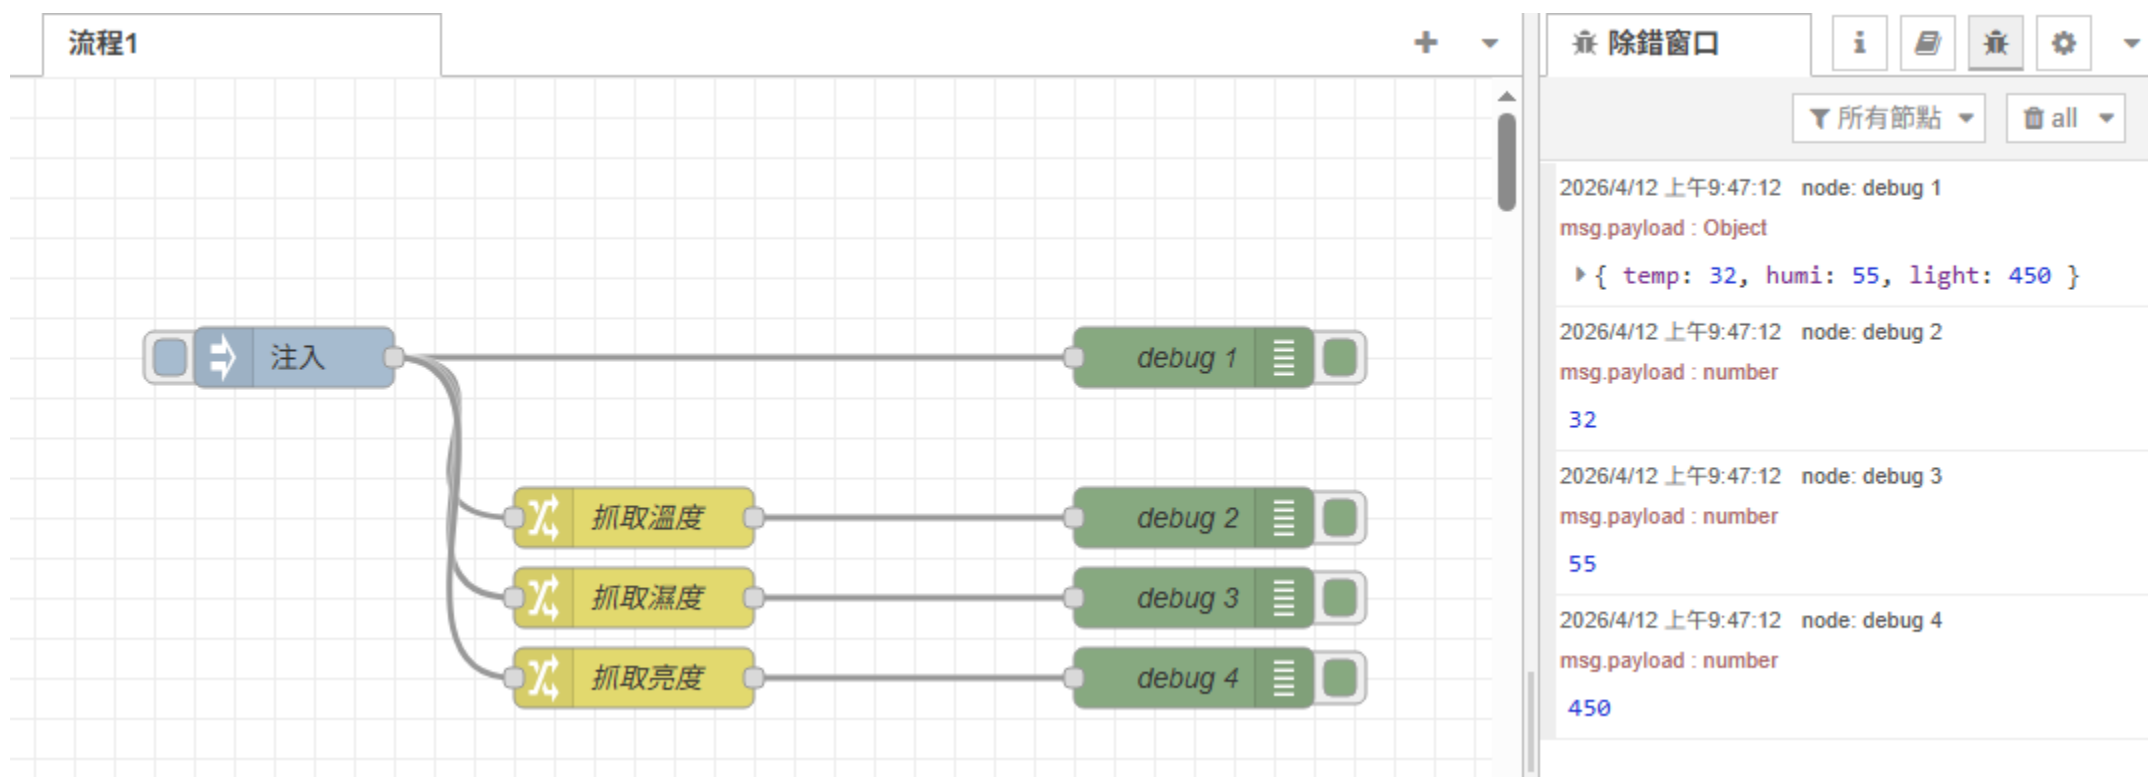 流程1
除錯窗口
所有節點
all
注入
debug 1
抓取溫度
debug 2
抓取濕度
debug 3
抓取亮度
debug 4
2026/4/12 上午9:47:12 node: debug 1
msg.payload : Object
{ temp: 32, humi: 55, light: 450 }
2026/4/12 上午9:47:12 node: debug 2
msg.payload : number
32
2026/4/12 上午9:47:12 node: debug 3
msg.payload : number
55
2026/4/12 上午9:47:12 node: debug 4
msg.payload : number
450